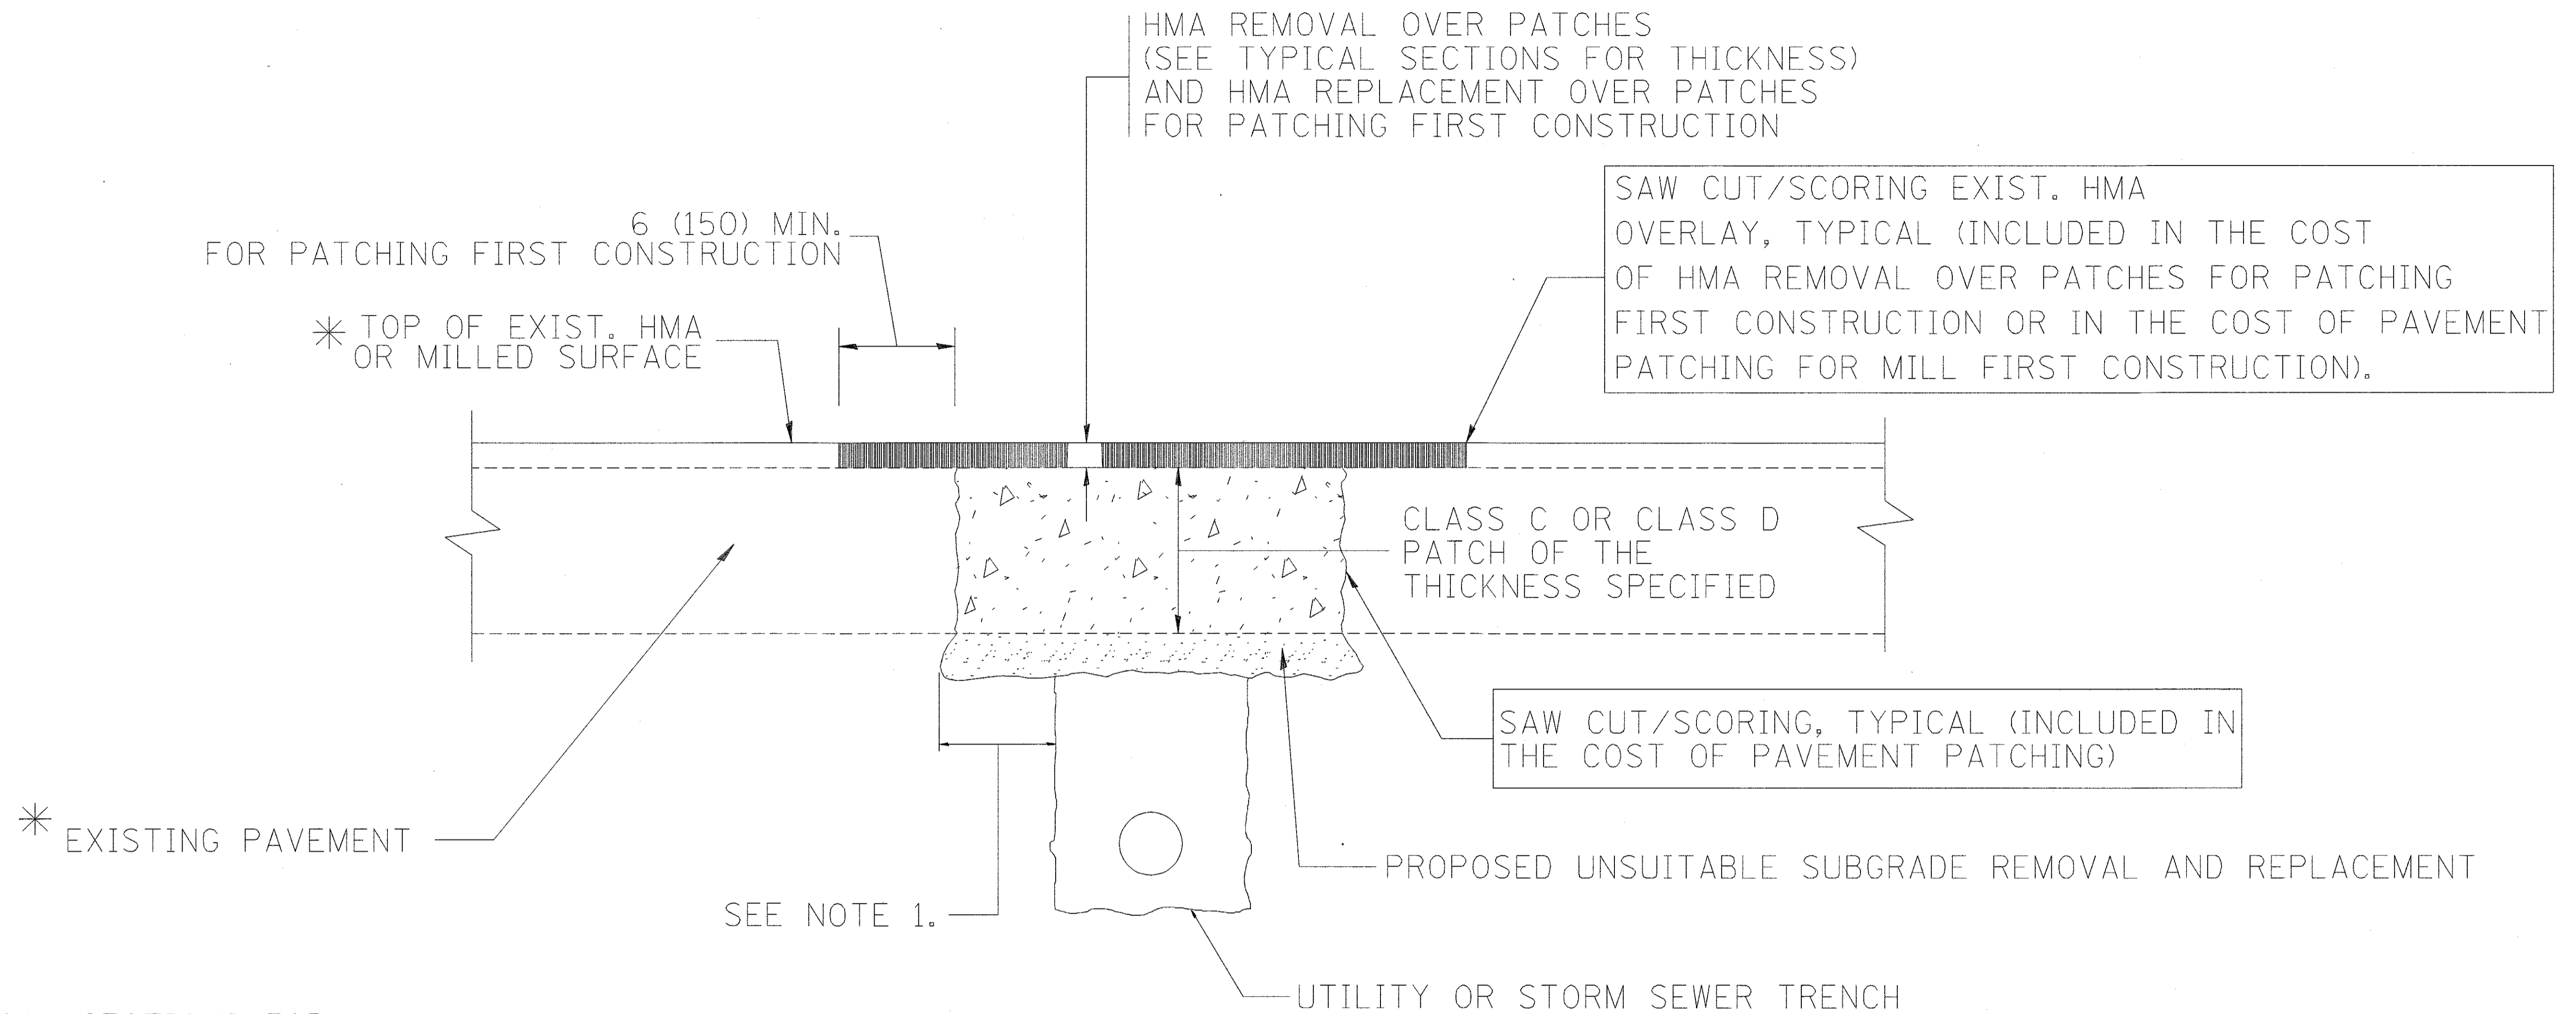 HMA REMOVAL OVER PATCHES
(SEE TYPICAL SECTIONS FOR THICKNESS)
AND HMA REPLACEMENT OVER PATCHES
FOR PATCHING FIRST CONSTRUCTION
SAW CUT/SCORING EXIST. HMA
OVERLAY, TYPICAL (INCLUDED IN THE COST
OF HMA REMOVAL OVER PATCHES FOR PATCHING
FIRST CONSTRUCTION OR IN THE COST OF PAVEMENT
PATCHING FOR MILL FIRST CONSTRUCTION).
6 (150) MIN.
FOR PATCHING FIRST CONSTRUCTION
* TOP OF EXIST. HMA
OR MILLED SURFACE
CLASS C OR CLASS D
PATCH OF THE
THICKNESS SPECIFIED
SAW CUT/SCORING, TYPICAL (INCLUDED IN
THE COST OF PAVEMENT PATCHING)
* EXISTING PAVEMENT
PROPOSED UNSUITABLE SUBGRADE REMOVAL AND REPLACEMENT
SEE NOTE 1.
UTILITY OR STORM SEWER TRENCH